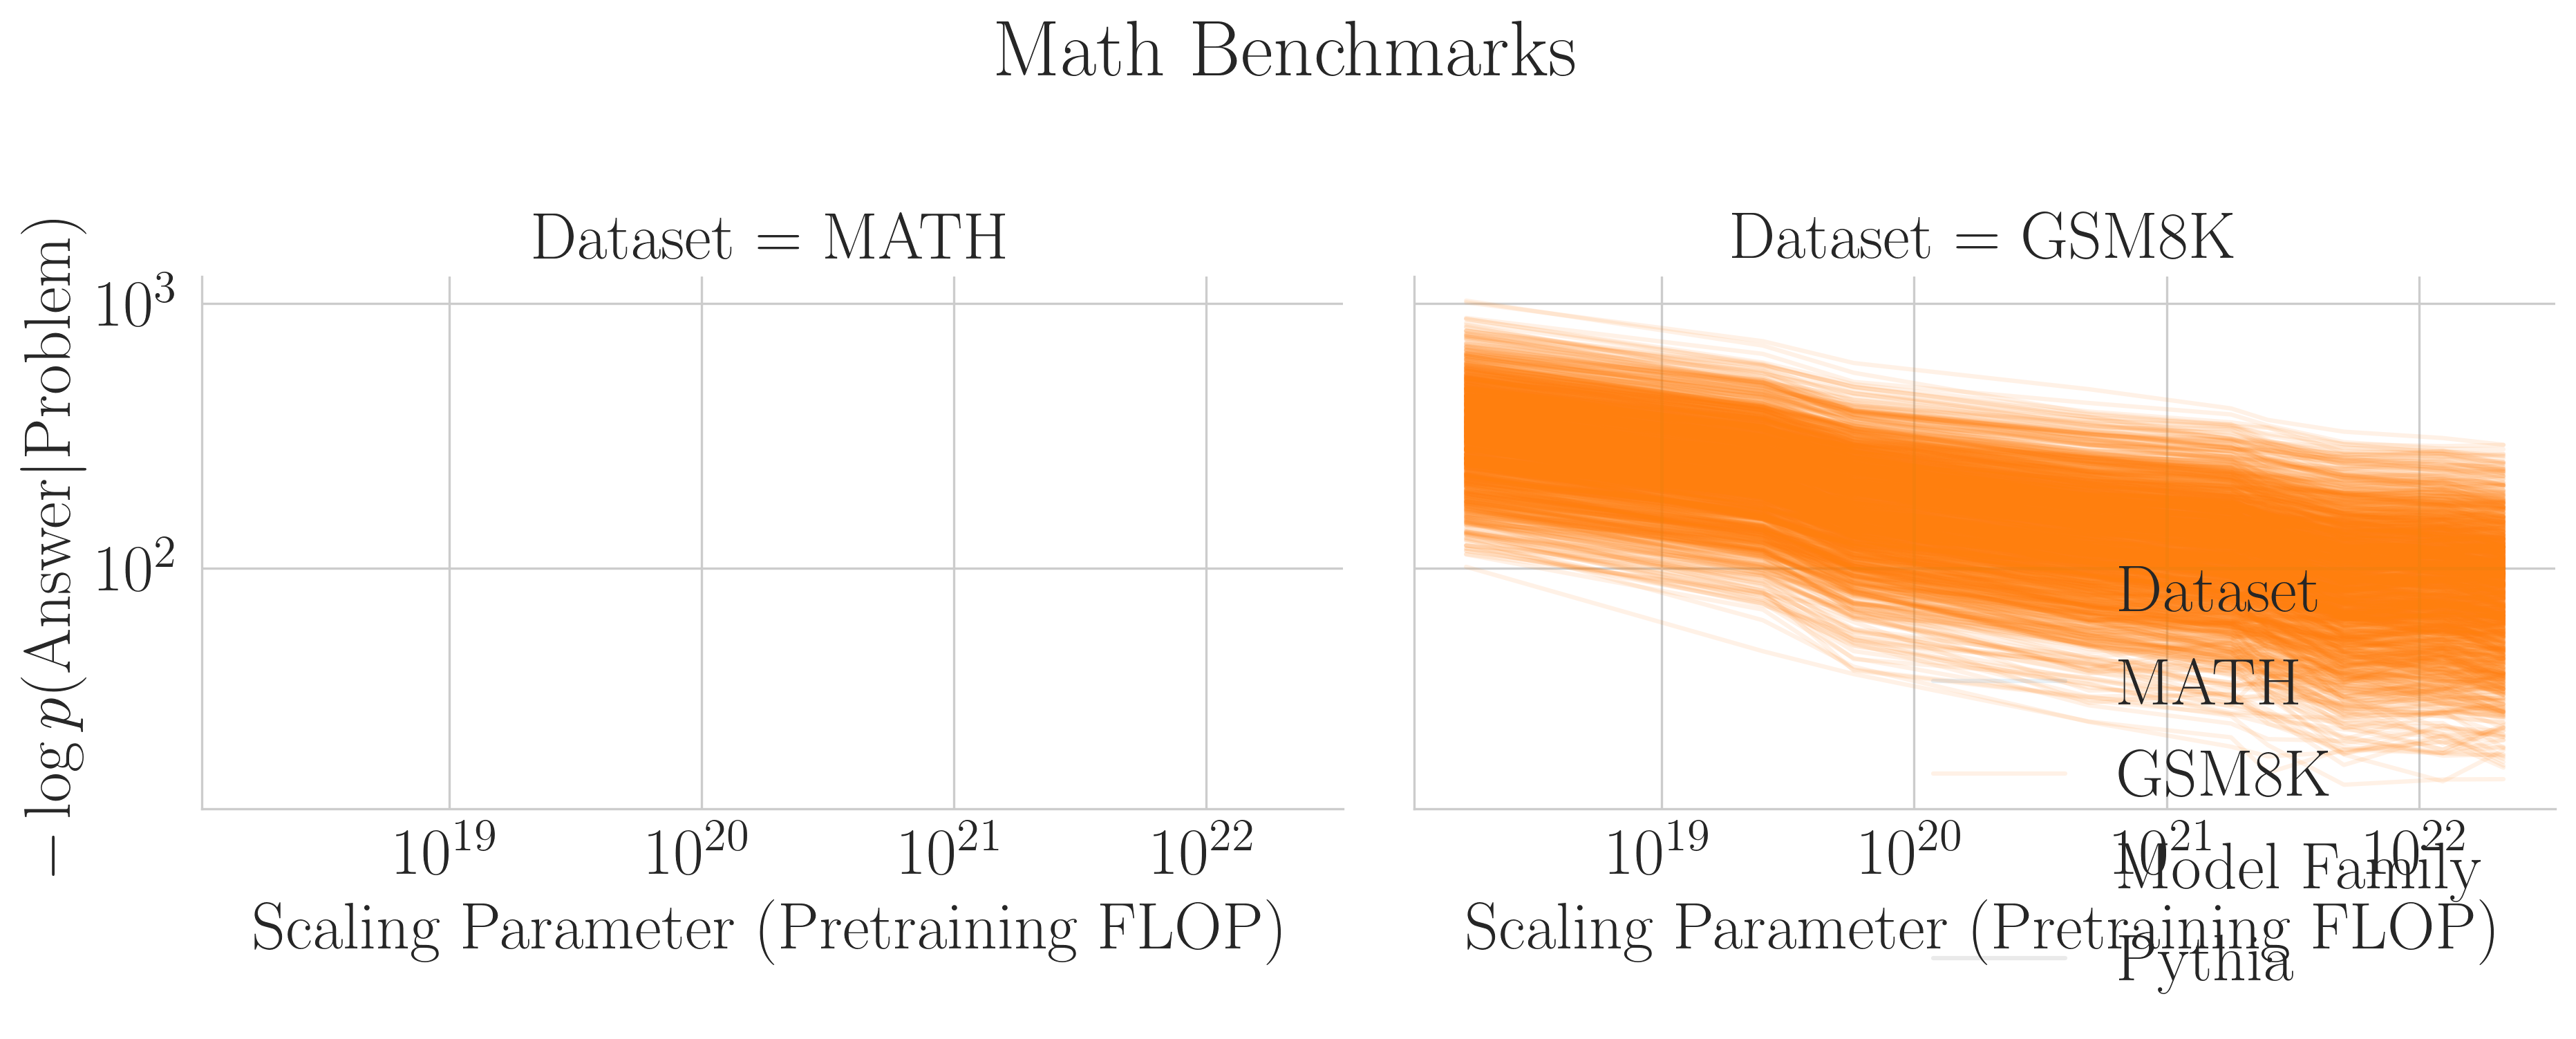 Math Benchmarks
Dataset = MATH
Dataset = GSM8K
− log p(Answer|Problem)
10^3
10^2
10^19 10^20 10^21 10^22
Scaling Parameter (Pretraining FLOP)
10^19 10^20 10^21 10^22
Scaling Parameter (Pretraining FLOP)
Dataset
MATH
GSM8K
Model Family
Pythia